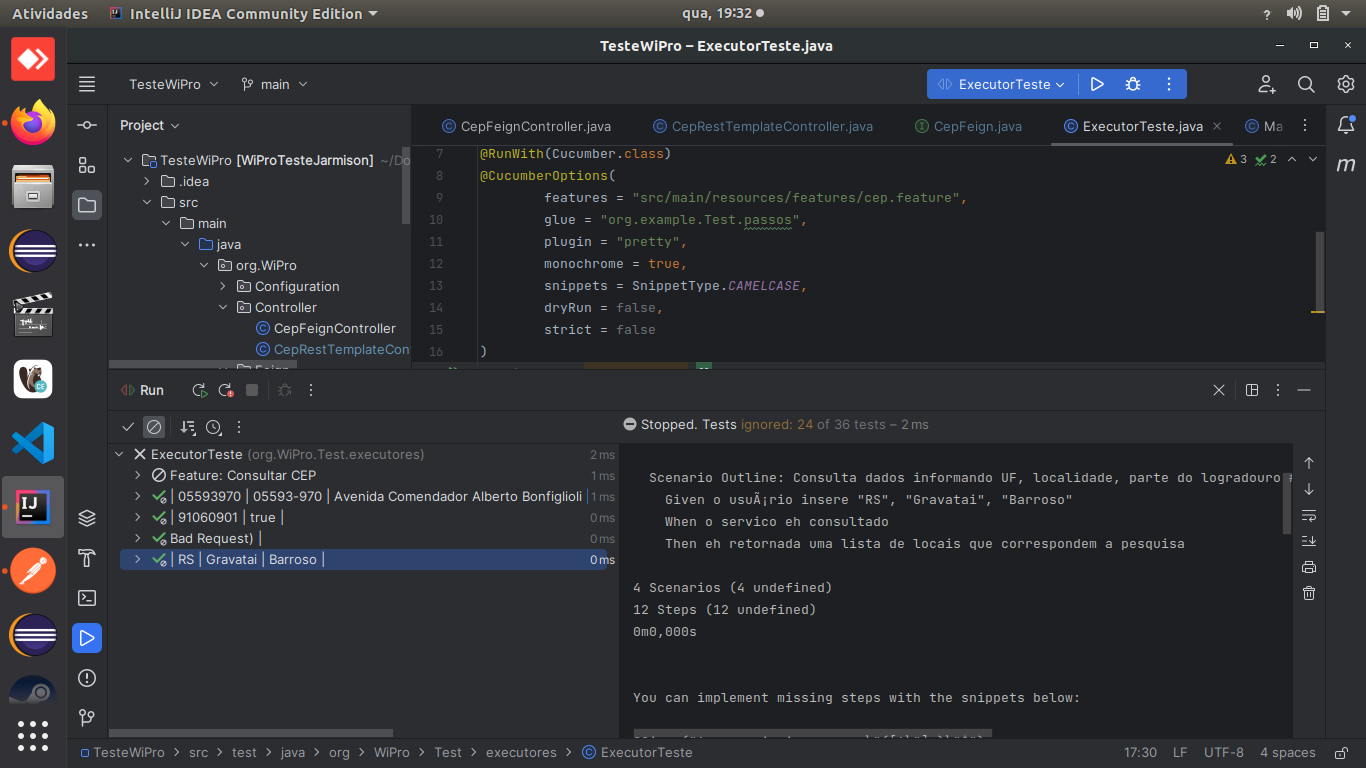 Atividades IntelliJ IDEA Community Edition qua, 19:32
TesteWiPro – ExecutorTeste.java
TesteWiPro main ExecutorTeste
Project
CepFeignController.java CepRestTemplateController.java CepFeign.java ExecutorTeste.java Ma
TesteWiPro [WiProTesteJarmison] ~/Do
.idea
src
main
java
org.WiPro
Configuration
Controller
CepFeignController
CepRestTemplateCon
Feign
3 2
7 @RunWith(Cucumber.class)
8 @CucumberOptions(
9 features = "src/main/resources/features/cep.feature",
10 glue = "org.example.Test.passos",
11 plugin = "pretty",
12 monochrome = true,
13 snippets = SnippetType.CAMELCASE,
14 dryRun = false,
15 strict = false
16 )
Run
Stopped. Tests ignored: 24 of 36 tests – 2 ms
ExecutorTeste (org.WiPro.Test.executores) 2 ms
Feature: Consultar CEP 1 ms
| 05593970 | 05593-970 | Avenida Comendador Alberto Bonfiglioli | 1 ms
| 91060901 | true | 0 ms
Bad Request) | 0 ms
| RS | Gravatai | Barroso | 0 ms
Scenario Outline: Consulta dados informando UF, localidade, parte do logradouro #
Given o usuÃ¡rio insere "RS", "Gravatai", "Barroso"
When o servico eh consultado
Then eh retornada uma lista de locais que correspondem a pesquisa
4 Scenarios (4 undefined)
12 Steps (12 undefined)
0m0,000s
You can implement missing steps with the snippets below:
TesteWiPro > src > test > java > org > WiPro > Test > executores > ExecutorTeste 17:30 LF UTF-8 4 spaces